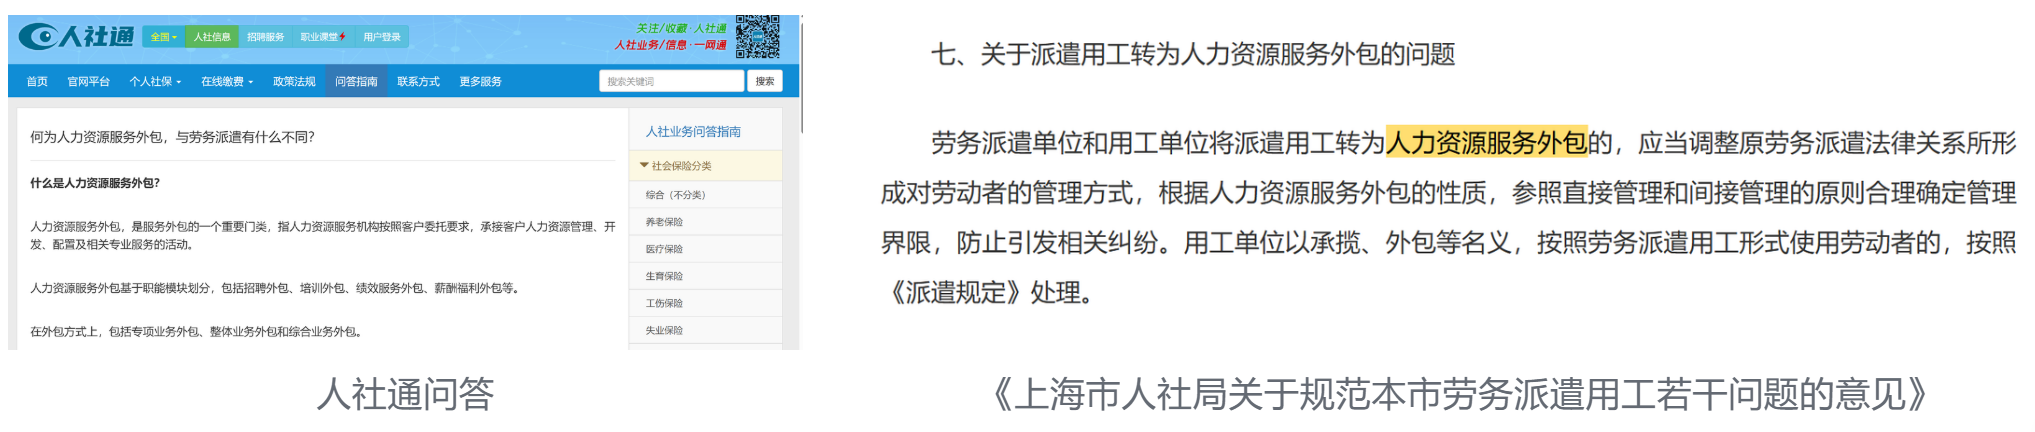 人社通
全国
人社信息
招聘服务
职业课堂
用户登录
关注/收藏·人社通
人社业务/信息·一网通
首页
官网平台
个人社保
在线缴费
政策法规
问答指南
联系方式
更多服务
搜索关键词
搜索
何为人力资源服务外包，与劳务派遣有什么不同？
什么是人力资源服务外包？
人力资源服务外包，是服务外包的一个重要门类，指人力资源服务机构按照客户委托要求，承接客户人力资源管理、开
发、配置及相关专业服务的活动。
人力资源服务外包基于职能模块划分，包括招聘外包、培训外包、绩效服务外包、薪酬福利外包等。
在外包方式上，包括专项业务外包、整体业务外包和综合业务外包。
人社业务问答指南
社会保险分类
综合（不分类）
养老保险
医疗保险
生育保险
工伤保险
失业保险
人社通问答
七、关于派遣用工转为人力资源服务外包的问题
劳务派遣单位和用工单位将派遣用工转为人力资源服务外包的，应当调整原劳务派遣法律关系所形
成对劳动者的管理方式，根据人力资源服务外包的性质，参照直接管理和间接管理的原则合理确定管理
界限，防止引发相关纠纷。用工单位以承揽、外包等名义，按照劳务派遣用工形式使用劳动者的，按照
《派遣规定》处理。
《上海市人社局关于规范本市劳务派遣用工若干问题的意见》